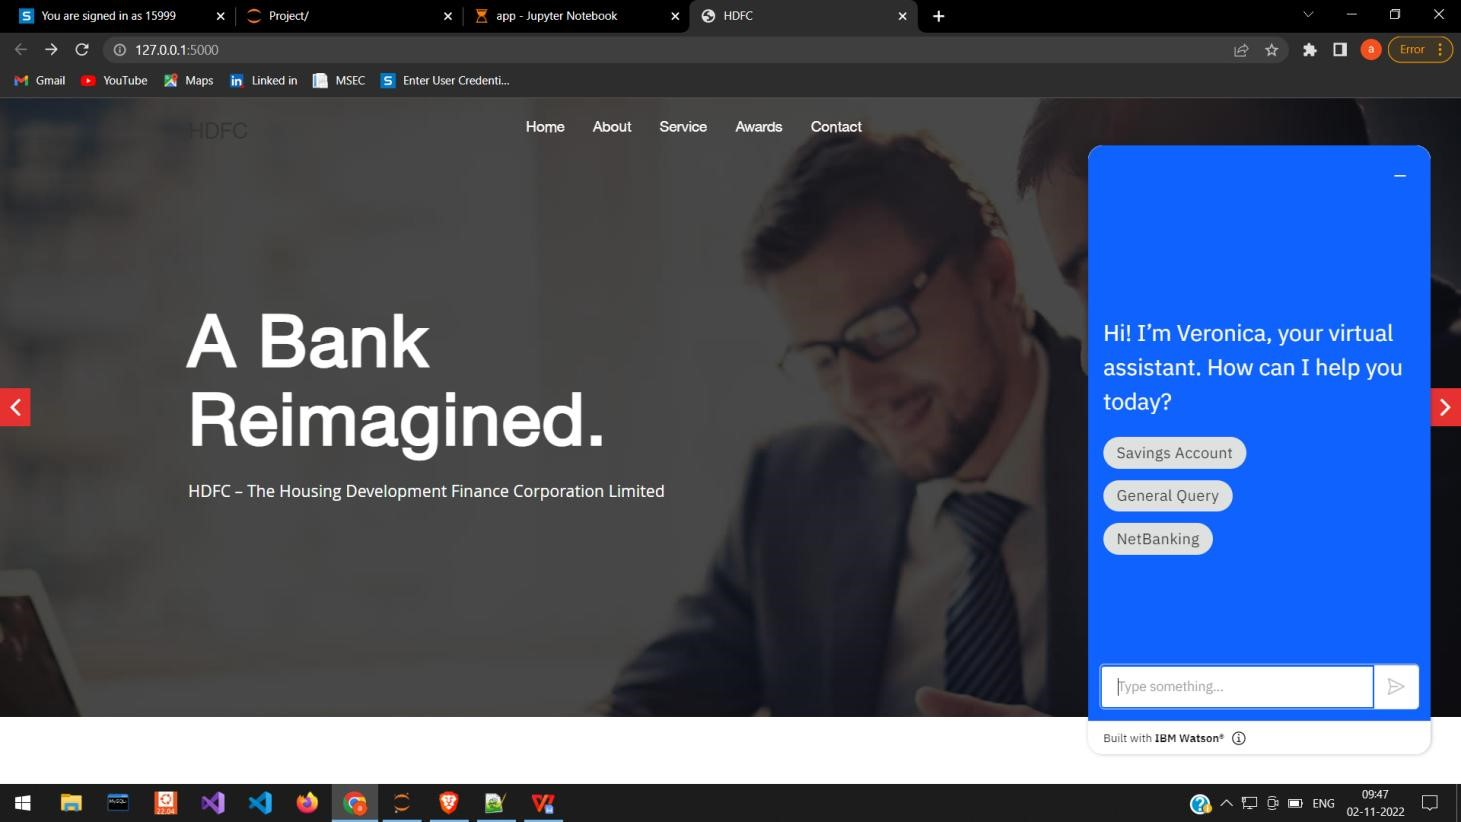 You are signed in as 15999
Project/
app - Jupyter Notebook
HDFC
127.0.0.1:5000
a
Error
Gmail
YouTube
Maps
Linked in
MSEC
Enter User Credenti...
HDFC
Home
About
Service
Awards
Contact
A Bank
Reimagined.
HDFC – The Housing Development Finance Corporation Limited
Hi! I'm Veronica, your virtual
assistant. How can I help you
today?
Savings Account
General Query
NetBanking
Type something...
Built with IBM Watson®
22.04
ENG
09:47
02-11-2022